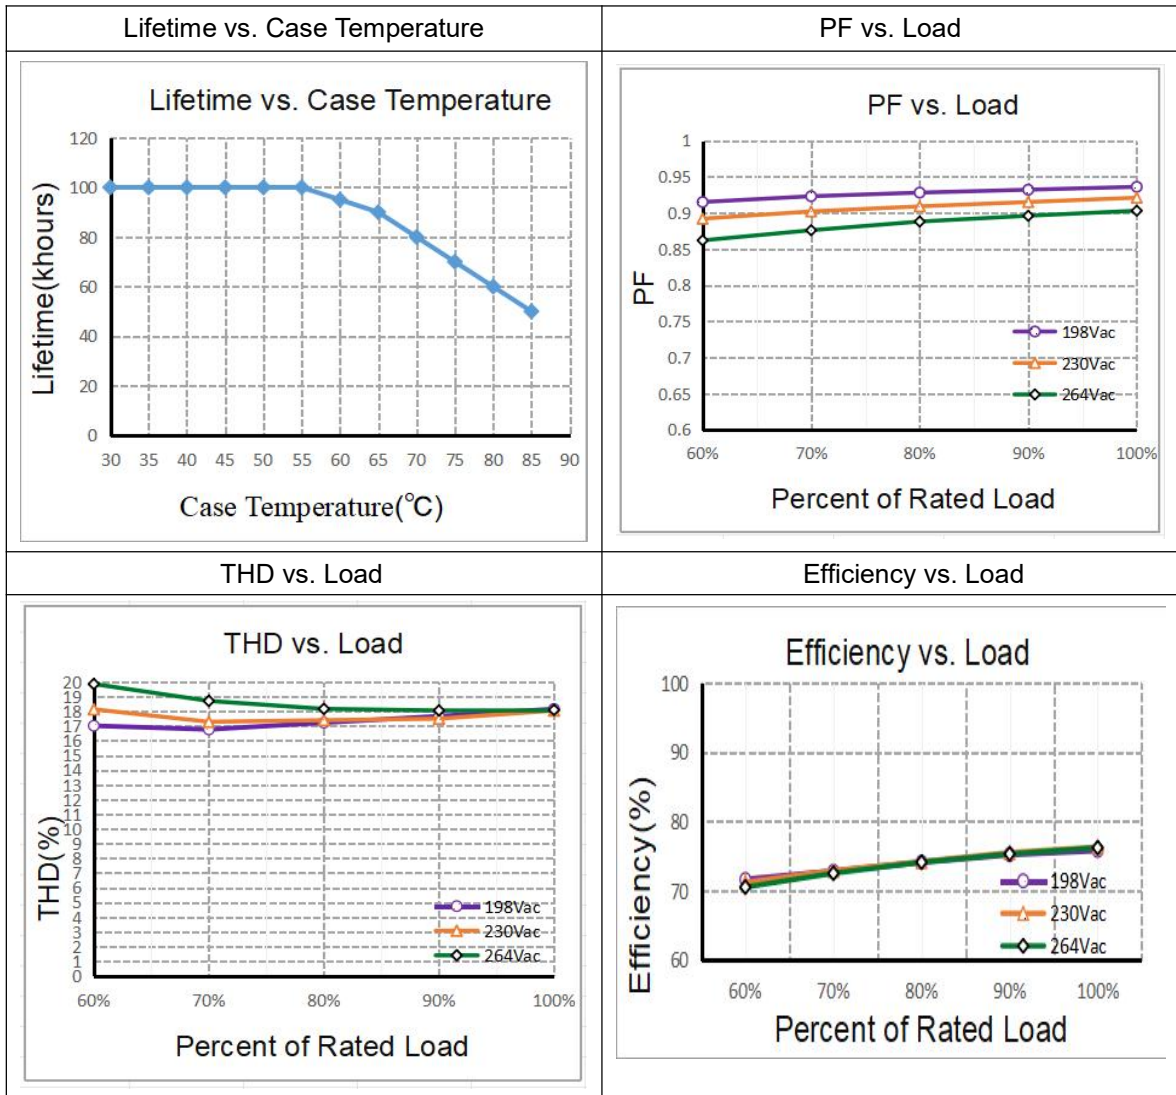 Lifetime vs. Case Temperature
PF vs. Load
Lifetime vs. Case Temperature
120
100
80
60
40
20
0
30 35 40 45 50 55 60 65 70 75 80 85 90
Lifetime(khours)
Case Temperature(℃)
PF vs. Load
1
0.95
0.9
0.85
0.8
0.75
0.7
0.65
0.6
60% 70% 80% 90% 100%
PF
198Vac
230Vac
264Vac
Percent of Rated Load
THD vs. Load
Efficiency vs. Load
THD vs. Load
20
19
18
17
16
15
14
13
12
11
10
9
8
7
6
5
4
3
2
1
0
60% 70% 80% 90% 100%
THD(%)
198Vac
230Vac
264Vac
Percent of Rated Load
Efficiency vs. Load
100
90
80
70
60
60% 70% 80% 90% 100%
Efficiency(%)
198Vac
230Vac
264Vac
Percent of Rated Load